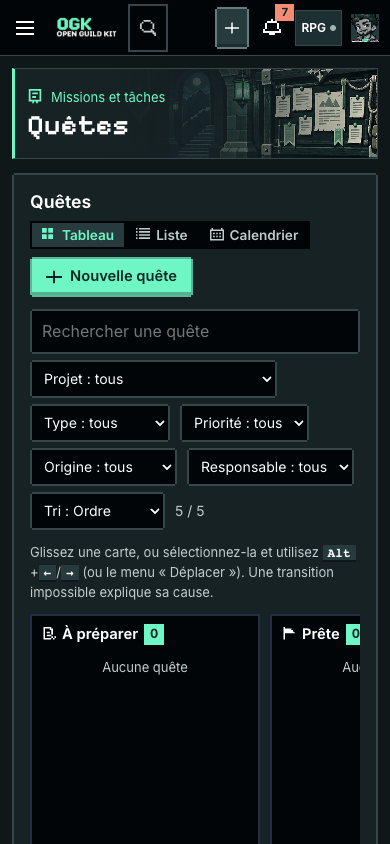 OGK
OPEN GUILD KIT
7
RPG
Missions et tâches
Quêtes
Quêtes
Tableau
Liste
Calendrier
Nouvelle quête
Rechercher une quête
Projet : tous
Type : tous
Priorité : tous
Origine : tous
Responsable : tous
Tri : Ordre
5 / 5
Glissez une carte, ou sélectionnez-la et utilisez Alt
+ ← / → (ou le menu « Déplacer »). Une transition
impossible explique sa cause.
À préparer 0
Prête 0
Aucune quête